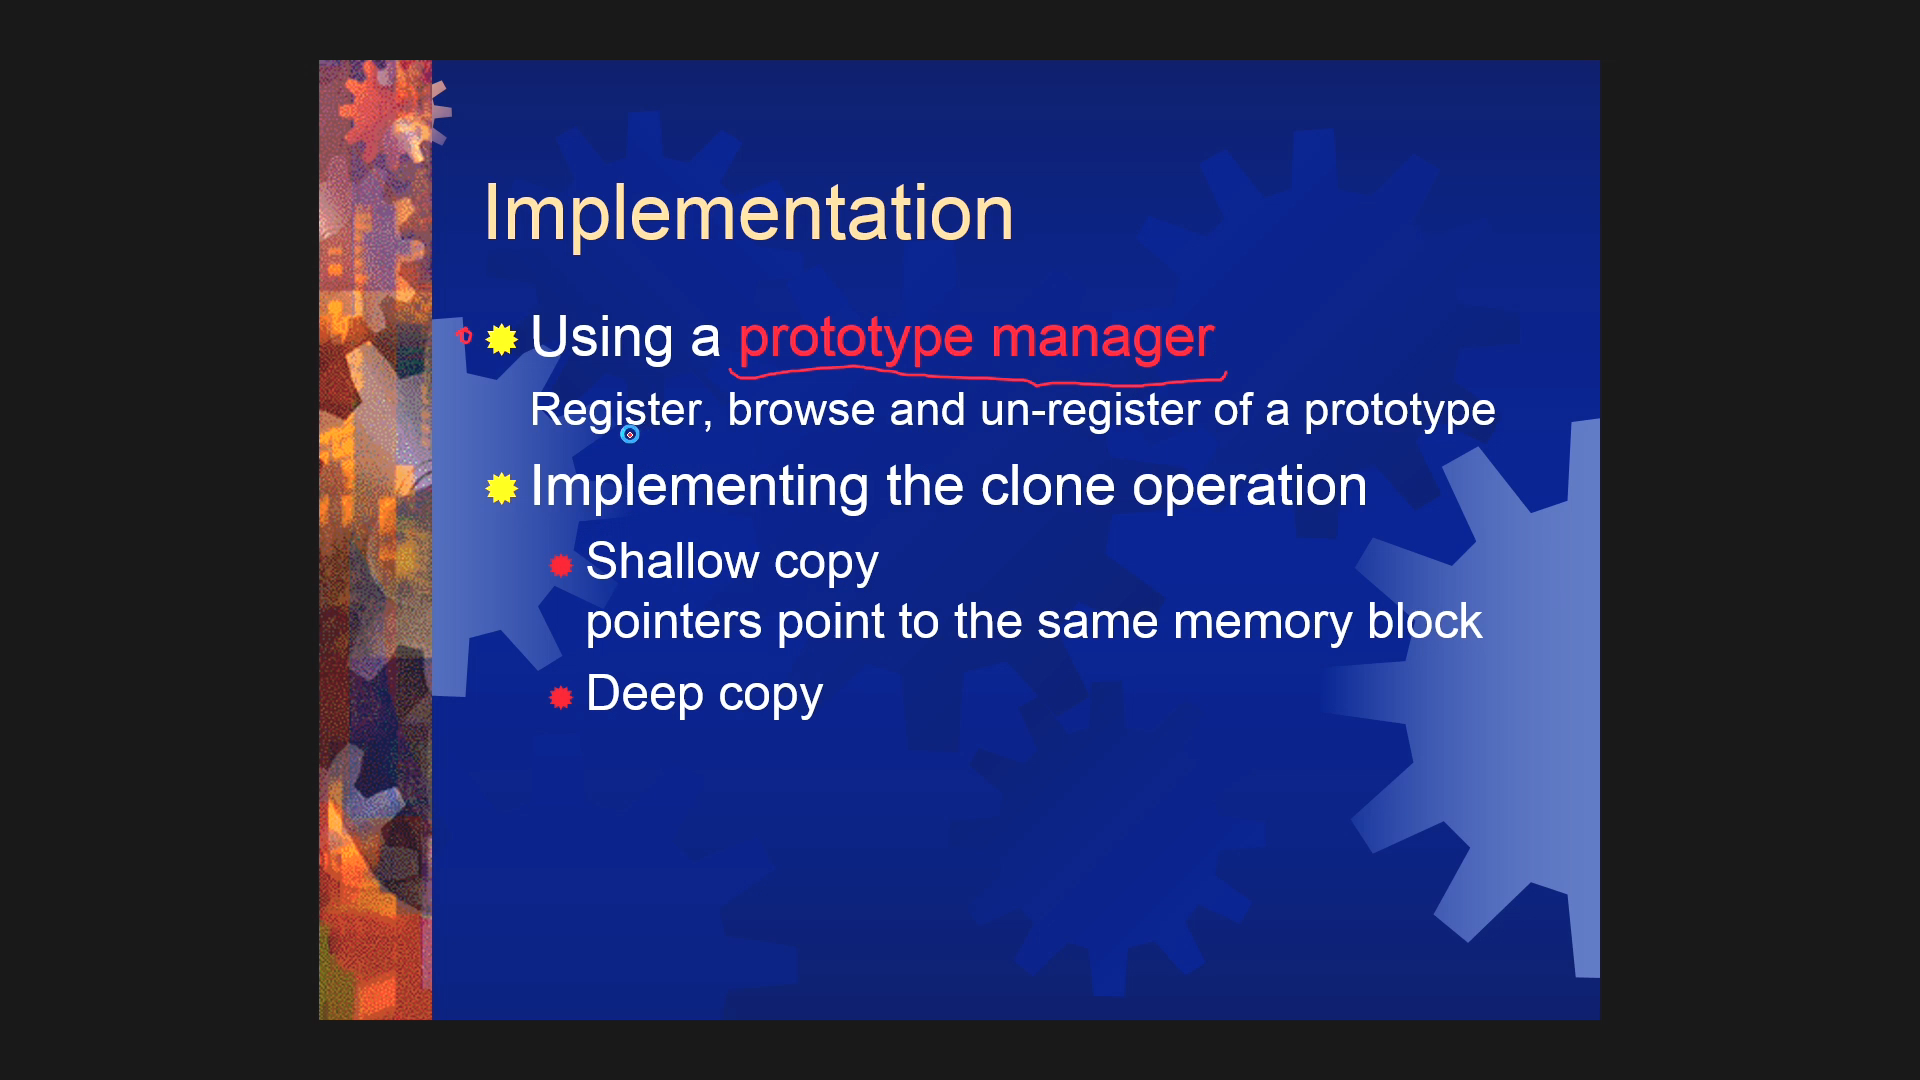 Implementation
Using a prototype manager
Register, browse and un-register of a prototype
Implementing the clone operation
Shallow copy
pointers point to the same memory block
Deep copy